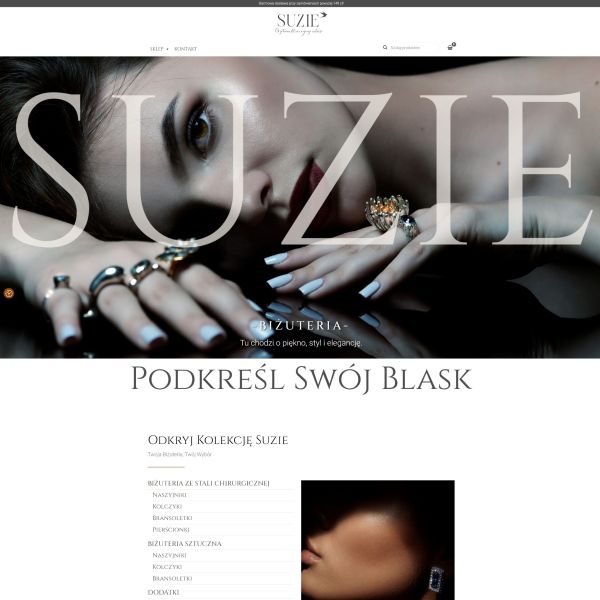 Darmowa dostawa przy zamówieniach powyżej 149 zł!
SUZIE
SKLEP KONTAKT
Szukaj produktów
0
SUZIE
-BIŻUTERIA-
Tu chodzi o piękno, styl i elegancję.
Podkreśl Swój Blask
Odkryj Kolekcję Suzie
Twoja Biżuteria, Twój Wybór
Biżuteria ze stali chirurgicznej
Naszyjniki
Kolczyki
Bransoletki
Pierścionki
Biżuteria sztuczna
Naszyjniki
Kolczyki
Bransoletki
Dodatki